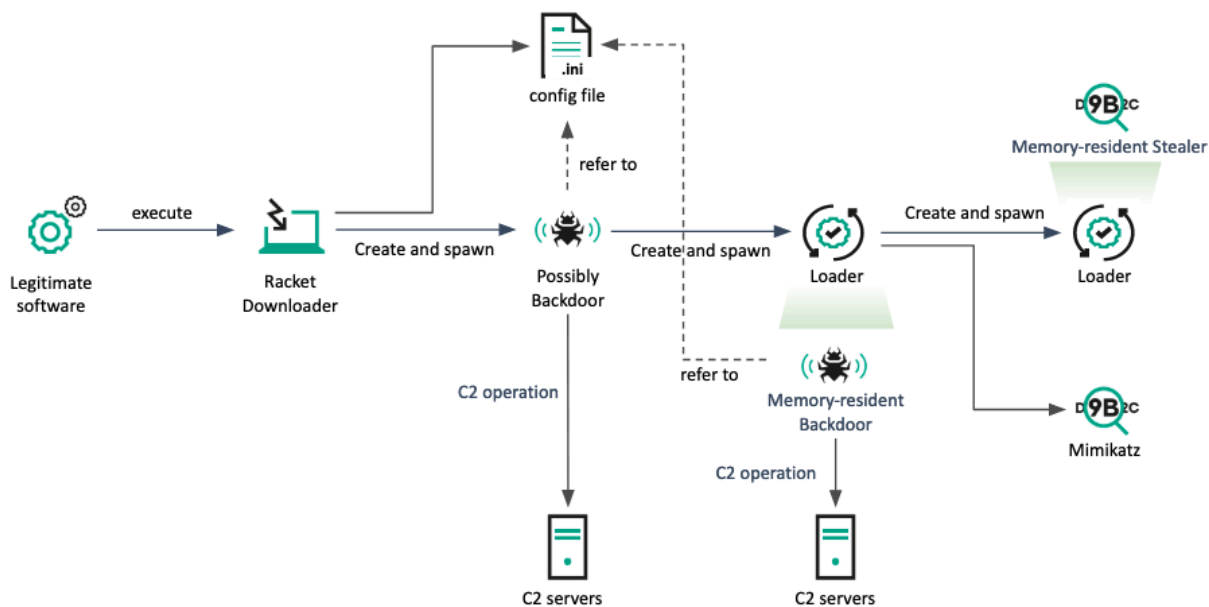 .ini
config file
D9B2C
Memory-resident Stealer
refer to
execute
Create and spawn
Create and spawn
Create and spawn
Legitimate
software
Racket
Downloader
Possibly
Backdoor
Loader
Loader
refer to
C2 operation
Memory-resident
Backdoor
D9B2C
Mimikatz
C2 operation
C2 servers
C2 servers